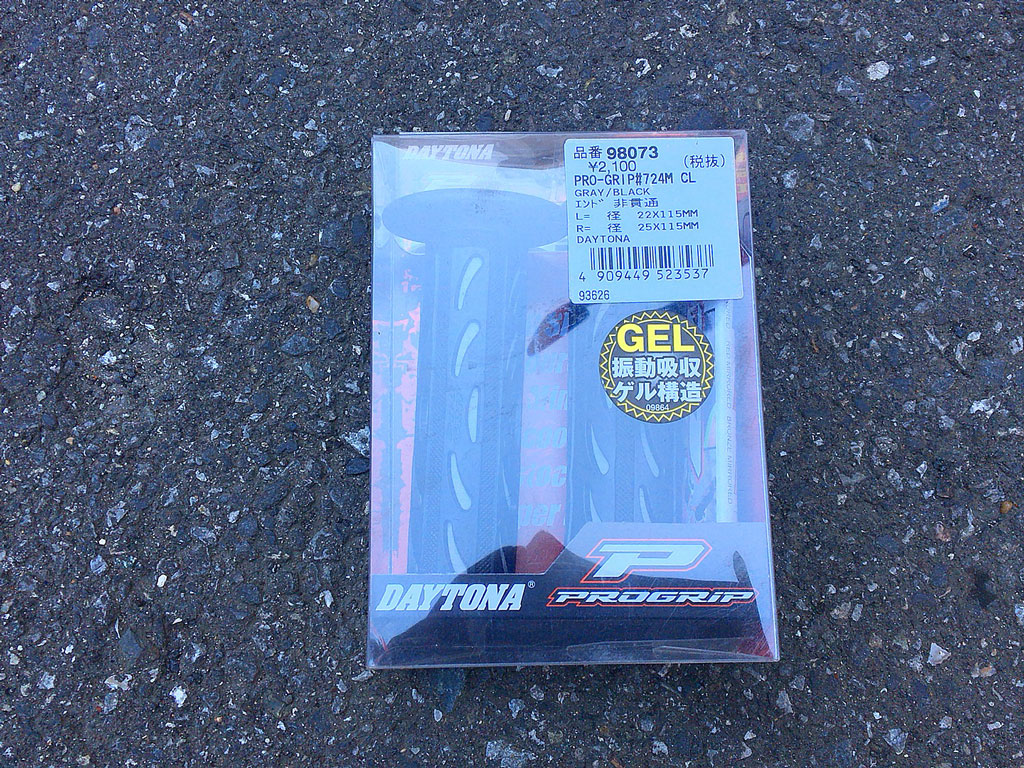 DAYTONA
品番 98073
¥2,100 (税抜)
PRO-GRIP#724M CL
GRAY/BLACK
ｴﾝﾄﾞ 非貫通
L= 径 22X115MM
R= 径 25X115MM
DAYTONA
4 909449 523537
93626
GEL
振動吸収
ゲル構造
09864
DAYTONA®
P
PROGRIP